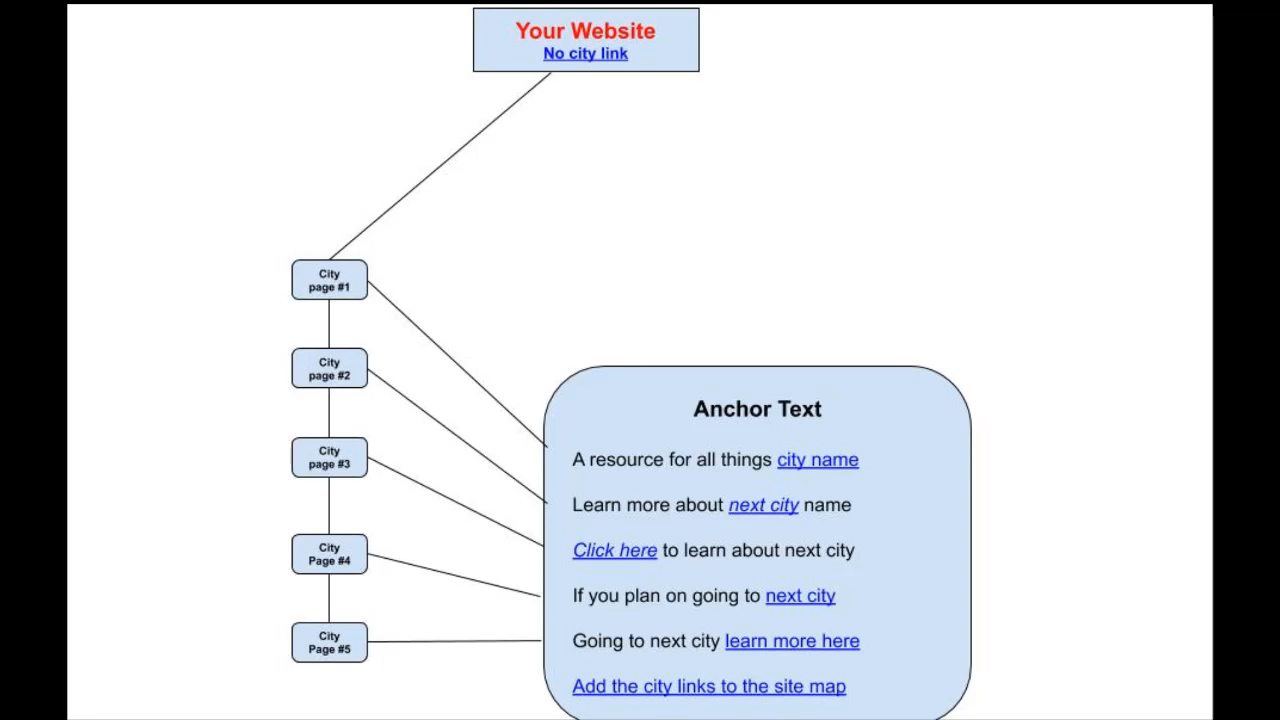 Your Website
No city link
City
page #1
City
page #2
City
page #3
City
Page #4
City
Page #5
Anchor Text
A resource for all things city name
Learn more about next city name
Click here to learn about next city
If you plan on going to next city
Going to next city learn more here
Add the city links to the site map